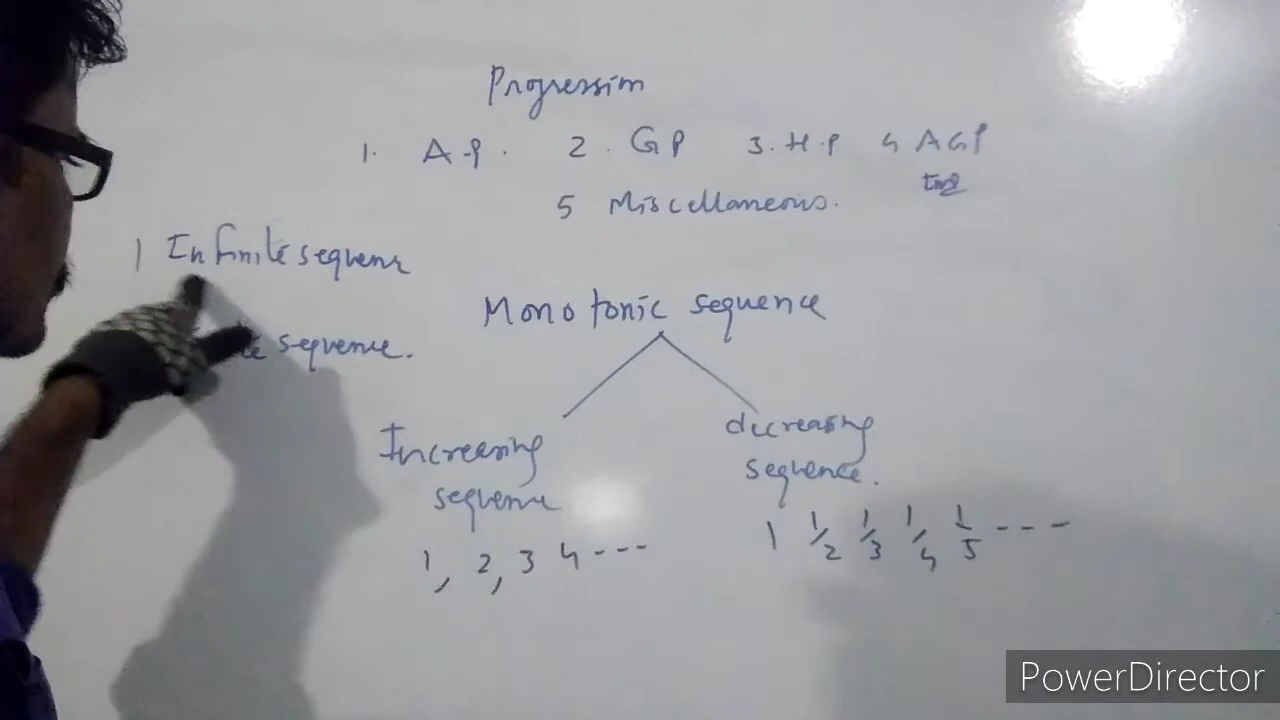 Progression
1. A.P. 2. GP 3. H.P 4 AGP
5 Miscellaneous.
1 Infinite sequence
sequence.
Monotonic sequence
Increasing
sequence
decreasing
sequence.
1, 2, 3 4 ---
1 1/2 1/3 1/4 1/5 ----
PowerDirector